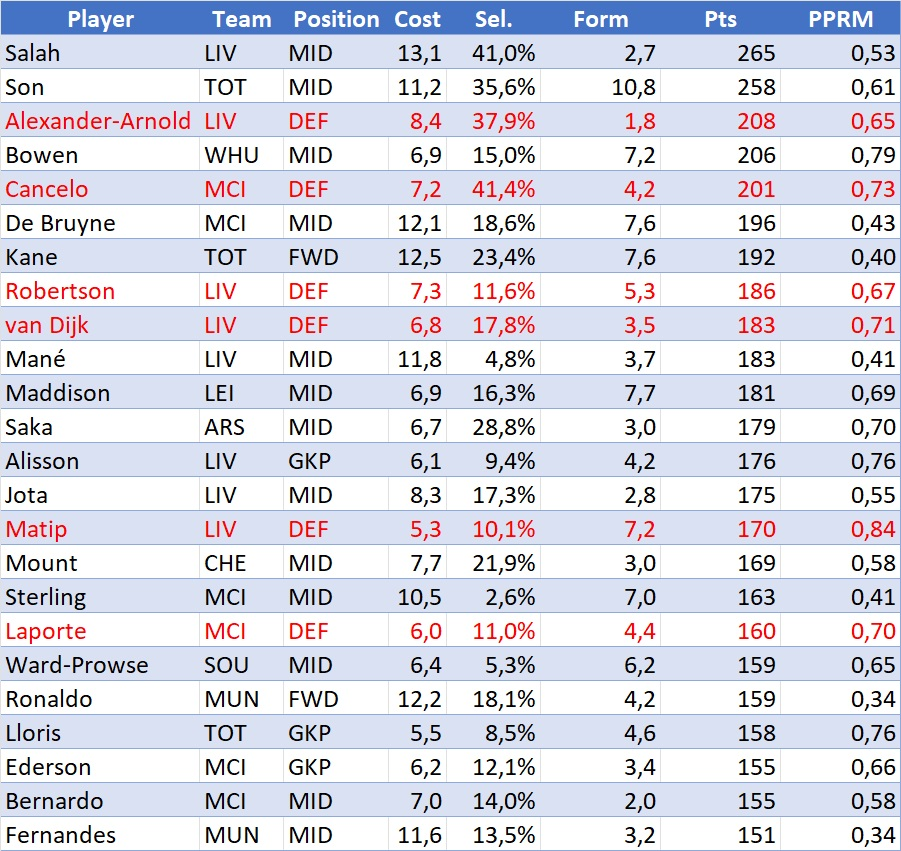 Player Team Position Cost Sel. Form Pts PPRM
Salah LIV MID 13,1 41,0% 2,7 265 0,53
Son TOT MID 11,2 35,6% 10,8 258 0,61
Alexander-Arnold LIV DEF 8,4 37,9% 1,8 208 0,65
Bowen WHU MID 6,9 15,0% 7,2 206 0,79
Cancelo MCI DEF 7,2 41,4% 4,2 201 0,73
De Bruyne MCI MID 12,1 18,6% 7,6 196 0,43
Kane TOT FWD 12,5 23,4% 7,6 192 0,40
Robertson LIV DEF 7,3 11,6% 5,3 186 0,67
van Dijk LIV DEF 6,8 17,8% 3,5 183 0,71
Mané LIV MID 11,8 4,8% 3,7 183 0,41
Maddison LEI MID 6,9 16,3% 7,7 181 0,69
Saka ARS MID 6,7 28,8% 3,0 179 0,70
Alisson LIV GKP 6,1 9,4% 4,2 176 0,76
Jota LIV MID 8,3 17,3% 2,8 175 0,55
Matip LIV DEF 5,3 10,1% 7,2 170 0,84
Mount CHE MID 7,7 21,9% 3,0 169 0,58
Sterling MCI MID 10,5 2,6% 7,0 163 0,41
Laporte MCI DEF 6,0 11,0% 4,4 160 0,70
Ward-Prowse SOU MID 6,4 5,3% 6,2 159 0,65
Ronaldo MUN FWD 12,2 18,1% 4,2 159 0,34
Lloris TOT GKP 5,5 8,5% 4,6 158 0,76
Ederson MCI GKP 6,2 12,1% 3,4 155 0,66
Bernardo MCI MID 7,0 14,0% 2,0 155 0,58
Fernandes MUN MID 11,6 13,5% 3,2 151 0,34